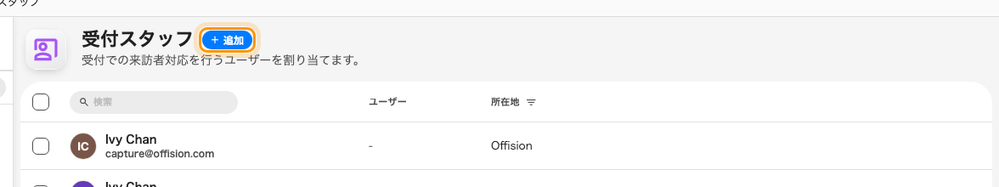 スタッフ
受付スタッフ
+ 追加
受付での来訪者対応を行うユーザーを割り当てます。
検索
ユーザー
所在地
IC
Ivy Chan
capture@offision.com
-
Offision
Ivy Chan